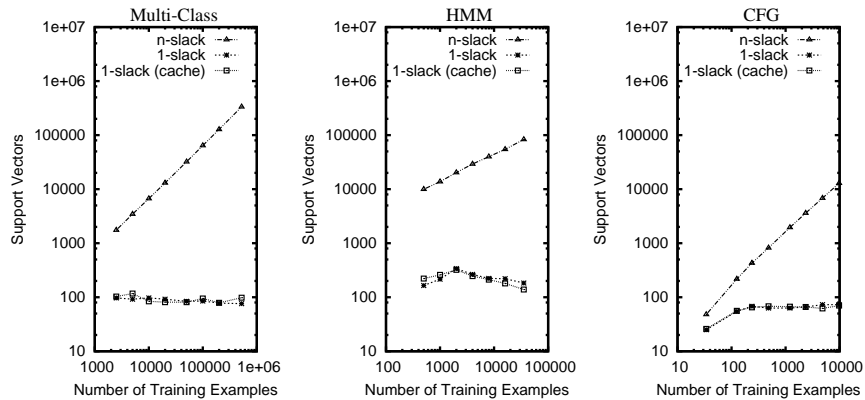 Multi-Class
1e+07
1e+06
100000
10000
1000
100
10
Support Vectors
n-slack
1-slack
1-slack (cache)
1000
10000
100000
1e+06
Number of Training Examples
HMM
1e+07
1e+06
100000
10000
1000
100
10
Support Vectors
n-slack
1-slack
1-slack (cache)
100
1000
10000
100000
Number of Training Examples
CFG
1e+07
1e+06
100000
10000
1000
100
10
Support Vectors
n-slack
1-slack
1-slack (cache)
10
100
1000
10000
Number of Training Examples